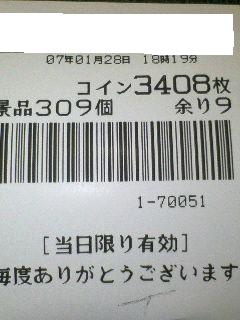 07年01月28日 18時19分
コイン3408枚
景品309個 余り9
1-70051
[当日限り有効]
毎度ありがとうございます